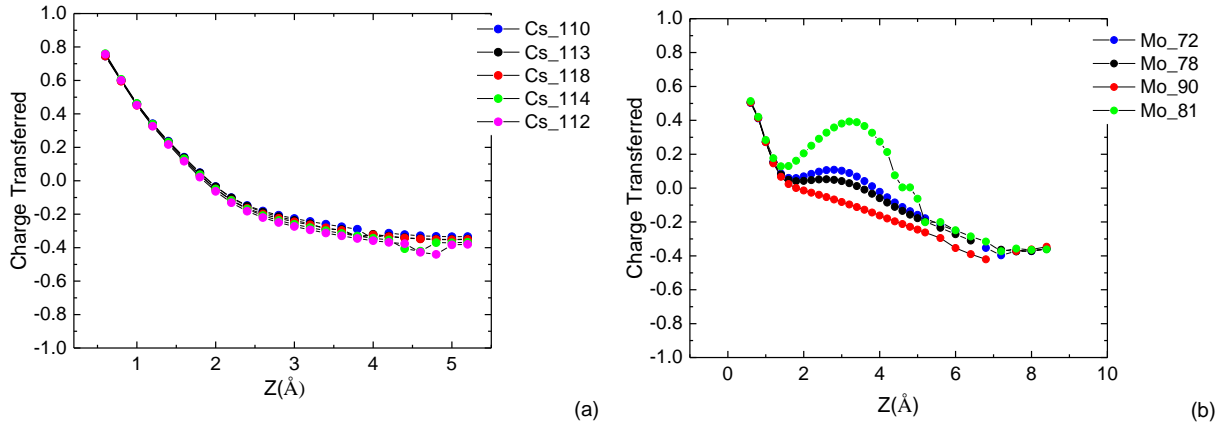 1.0
0.8
0.6
0.4
0.2
0.0
-0.2
-0.4
-0.6
-0.8
-1.0
Charge Transferred
1 2 3 4 5
Z(Å)
Cs_110
Cs_113
Cs_118
Cs_114
Cs_112
(a)
1.0
0.8
0.6
0.4
0.2
0.0
-0.2
-0.4
-0.6
-0.8
-1.0
Charge Transferred
0 2 4 6 8 10
Z(Å)
Mo_72
Mo_78
Mo_90
Mo_81
(b)